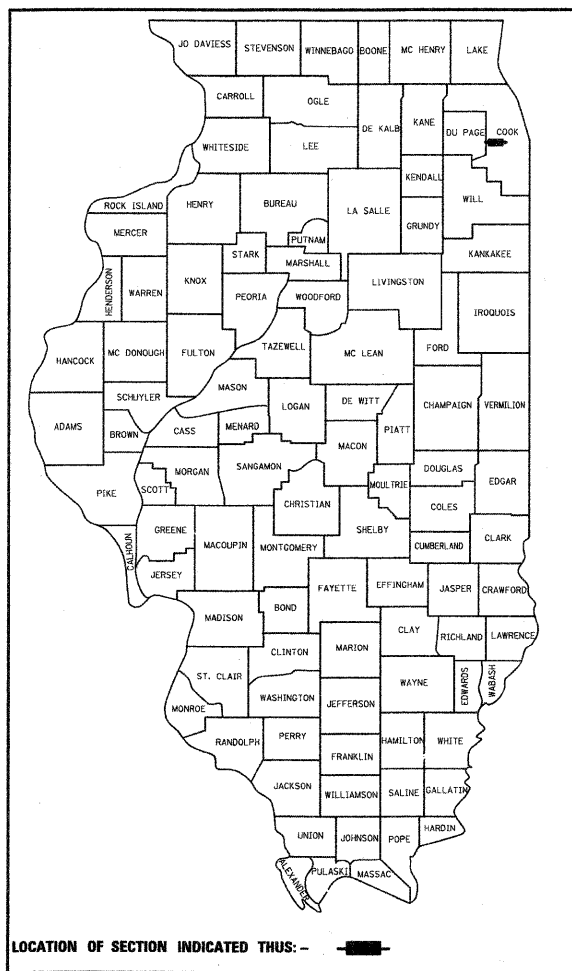 JO DAVIESS STEVENSON WINNEBAGO BOONE MC HENRY LAKE
CARROLL OGLE
DE KALB KANE DU PAGE COOK
WHITESIDE LEE
KENDALL WILL
ROCK ISLAND HENRY BUREAU LA SALLE GRUNDY
MERCER PUTNAM
STARK MARSHALL KANKAKEE
HENDERSON WARREN KNOX PEORIA WOODFORD LIVINGSTON IROQUOIS
HANCOCK MC DONOUGH FULTON TAZEWELL MC LEAN FORD
MASON
SCHUYLER LOGAN DE WITT CHAMPAIGN VERMILION
ADAMS BROWN CASS MENARD MACON PIATT
PIKE SCOTT MORGAN SANGAMON MOULTRIE DOUGLAS EDGAR
CHRISTIAN COLES
CALHOUN GREENE MACOUPIN MONTGOMERY SHELBY CUMBERLAND CLARK
JERSEY FAYETTE EFFINGHAM JASPER CRAWFORD
MADISON BOND
CLINTON MARION CLAY RICHLAND LAWRENCE
ST. CLAIR WAYNE EDWARDS WABASH
MONROE WASHINGTON JEFFERSON
RANDOLPH PERRY HAMILTON WHITE
FRANKLIN
JACKSON WILLIAMSON SALINE GALLATIN
UNION JOHNSON POPE HARDIN
ALEXANDER PULASKI MASSAC
LOCATION OF SECTION INDICATED THUS: –